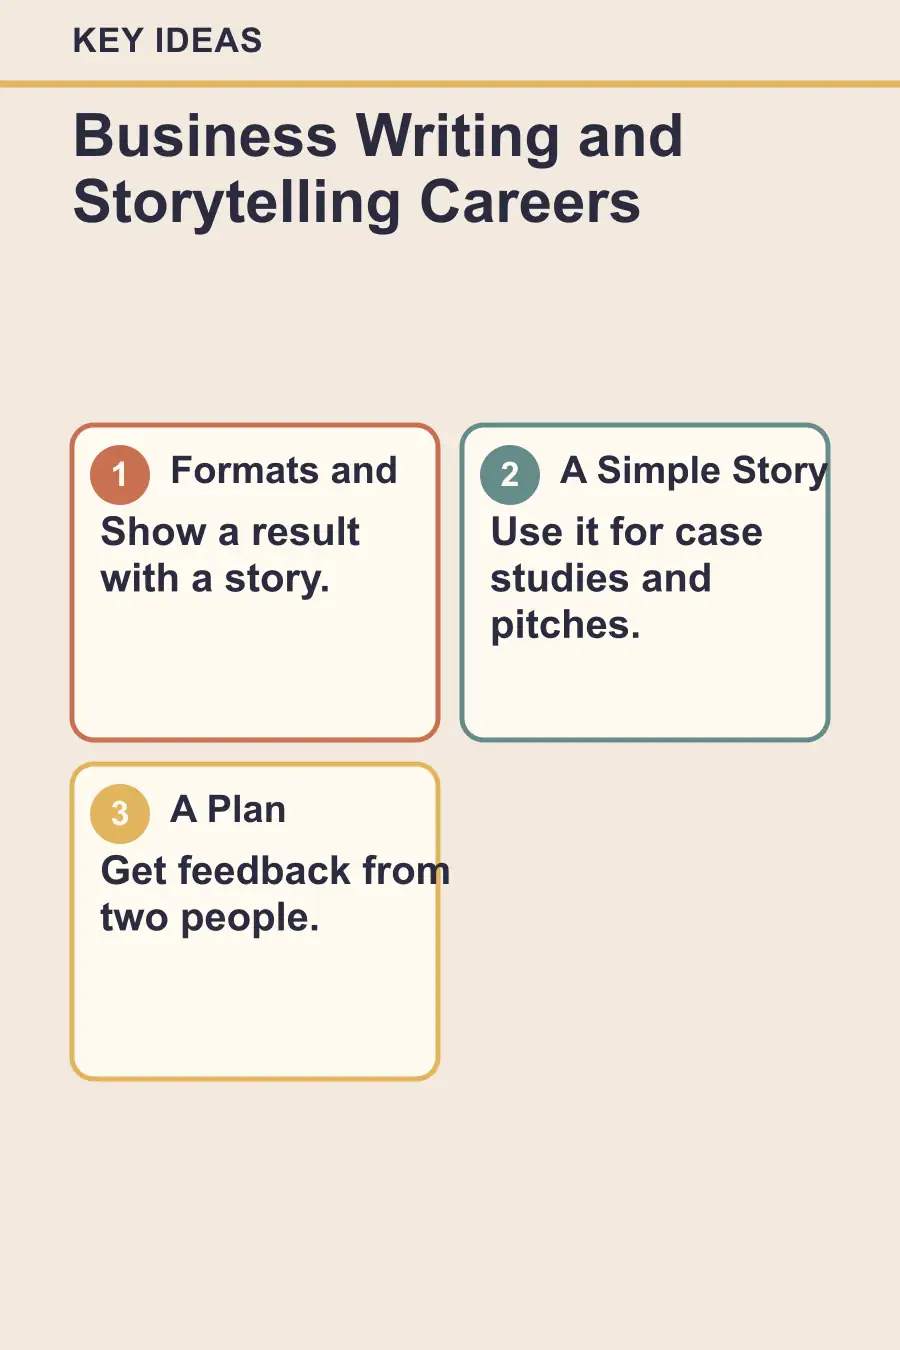 KEY IDEAS
Business Writing and
Storytelling Careers
1 Formats and
Show a result
with a story.
2 A Simple Story
Use it for case
studies and
pitches.
3 A Plan
Get feedback from
two people.